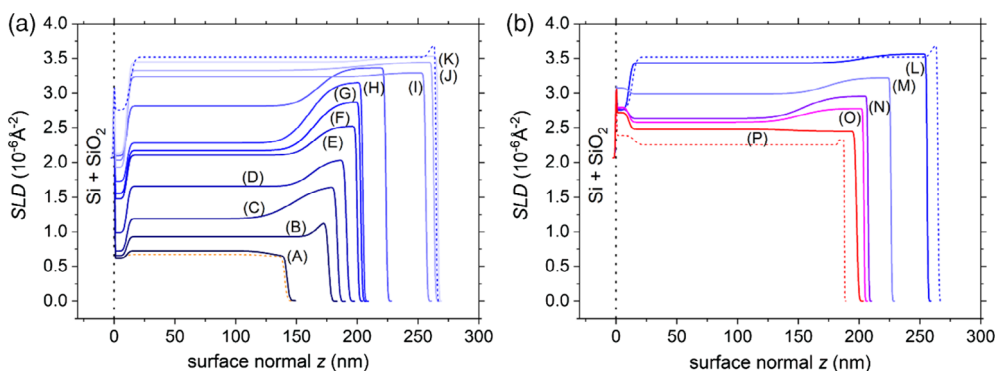 (a)
4.0
3.5
3.0
2.5
2.0
1.5
1.0
0.5
0.0
SLD (10⁻⁶Å⁻²)
Si + SiO₂
(K)
(J)
(I)
(H)
(G)
(F)
(E)
(D)
(C)
(B)
(A)
0 50 100 150 200 250 300
surface normal z (nm)
(b)
4.0
3.5
3.0
2.5
2.0
1.5
1.0
0.5
0.0
SLD (10⁻⁶Å⁻²)
Si + SiO₂
(L)
(M)
(N)
(O)
(P)
0 50 100 150 200 250 300
surface normal z (nm)